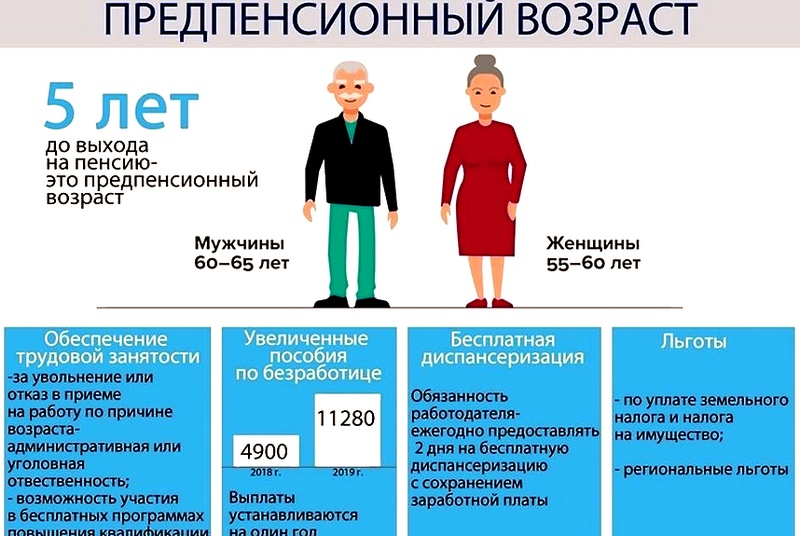 ПРЕДПЕНСИОННЫЙ ВОЗРАСТ
5 лет
до выхода
на пенсию-
это предпенсионный
возраст
Мужчины
60–65 лет
Женщины
55–60 лет
Обеспечение
трудовой занятости
-за увольнение или
отказ в приеме
на работу по причине
возраста-
административная или
уголовная
отвественность;
- возможность участия
в бесплатных программах
повышения квалификации
Увеличенные
пособия
по безработице
4900
11280
2018 г.
2019 г.
Выплаты
устанавливаются
на один год
Бесплатная
диспансеризация
Обязанность
работодателя-
ежегодно предоставлять
2 дня на бесплатную
диспансеризацию
с сохранением
заработной платы
Льготы
- по уплате земельного
налога и налога
на имущество;
- региональные льготы